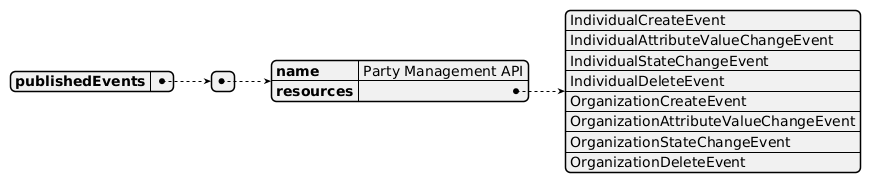 publishedEvents
name Party Management API
resources
IndividualCreateEvent
IndividualAttributeValueChangeEvent
IndividualStateChangeEvent
IndividualDeleteEvent
OrganizationCreateEvent
OrganizationAttributeValueChangeEvent
OrganizationStateChangeEvent
OrganizationDeleteEvent